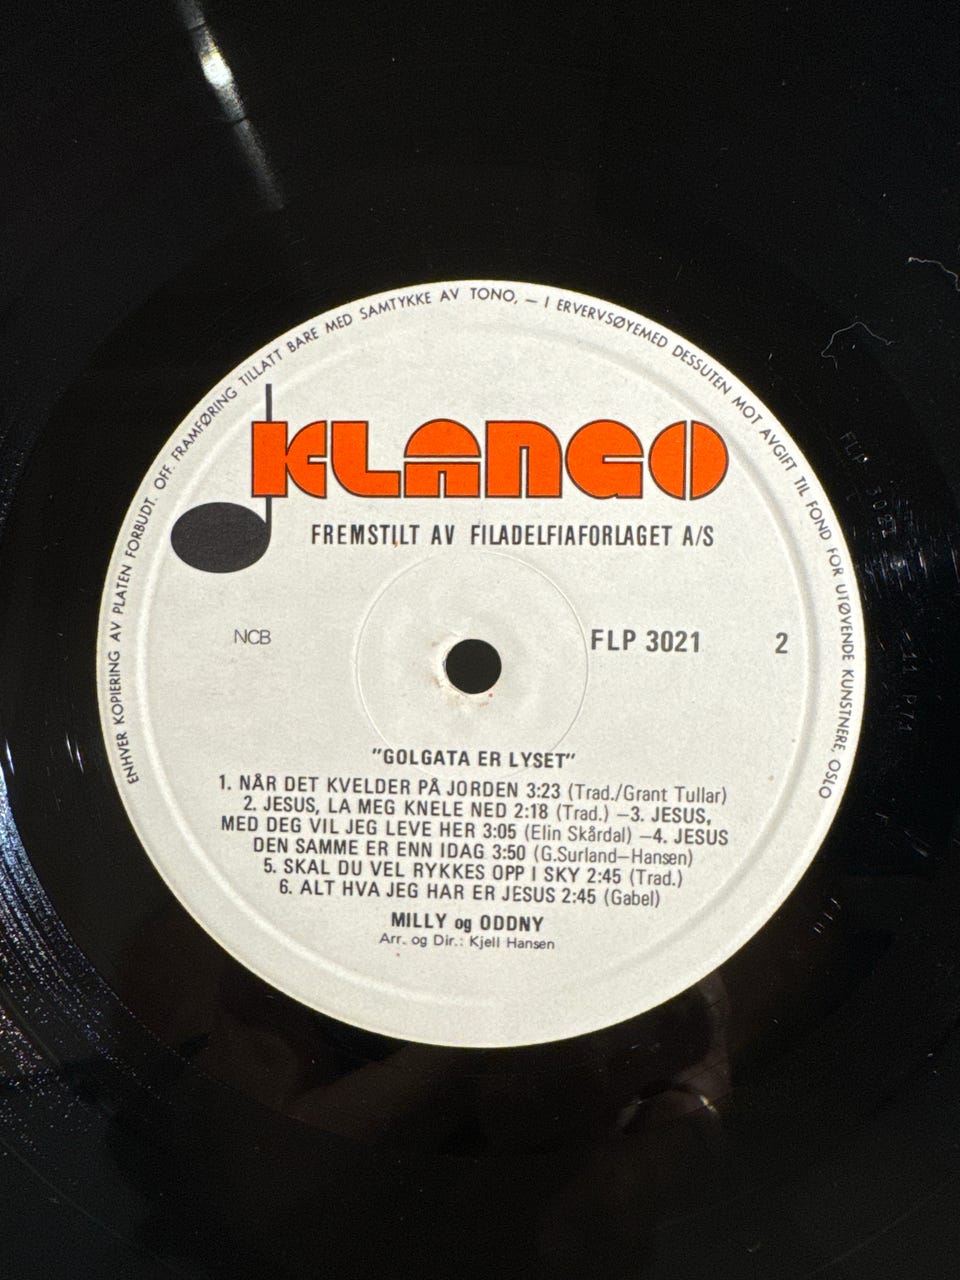 ENHVER KOPIERING AV PLATEN FORBUDT. OFF. FRAMFØRING TILLATT BARE MED SAMTYKKE AV TONO, – I ERVERVSØYEMED DESSUTEN MOT AVGIFT TIL FOND FOR UTØVENDE KUNSTNERE, OSLO
KLANGO
FREMSTILT AV FILADELFIAFORLAGET A/S
NCB FLP 3021 2
"GOLGATA ER LYSET"
1. NÅR DET KVELDER PÅ JORDEN 3:23 (Trad./Grant Tullar)
2. JESUS, LA MEG KNELE NED 2:18 (Trad.) –3. JESUS,
MED DEG VIL JEG LEVE HER 3:05 (Elin Skårdal) –4. JESUS
DEN SAMME ER ENN IDAG 3:50 (G.Surland–Hansen)
5. SKAL DU VEL RYKKES OPP I SKY 2:45 (Trad.)
6. ALT HVA JEG HAR ER JESUS 2:45 (Gabel)
MILLY og ODDNY
Arr. og Dir.: Kjell Hansen